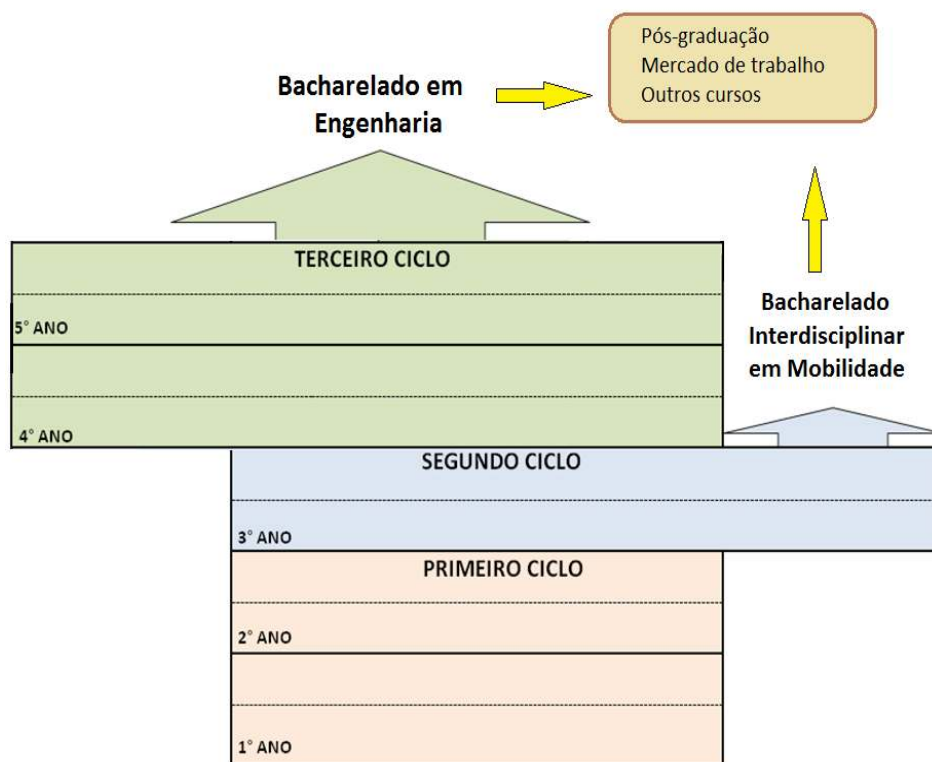 Pós-graduação
Mercado de trabalho
Outros cursos
Bacharelado em
Engenharia
TERCEIRO CICLO
5° ANO
4° ANO
Bacharelado
Interdisciplinar
em Mobilidade
SEGUNDO CICLO
3° ANO
PRIMEIRO CICLO
2° ANO
1° ANO